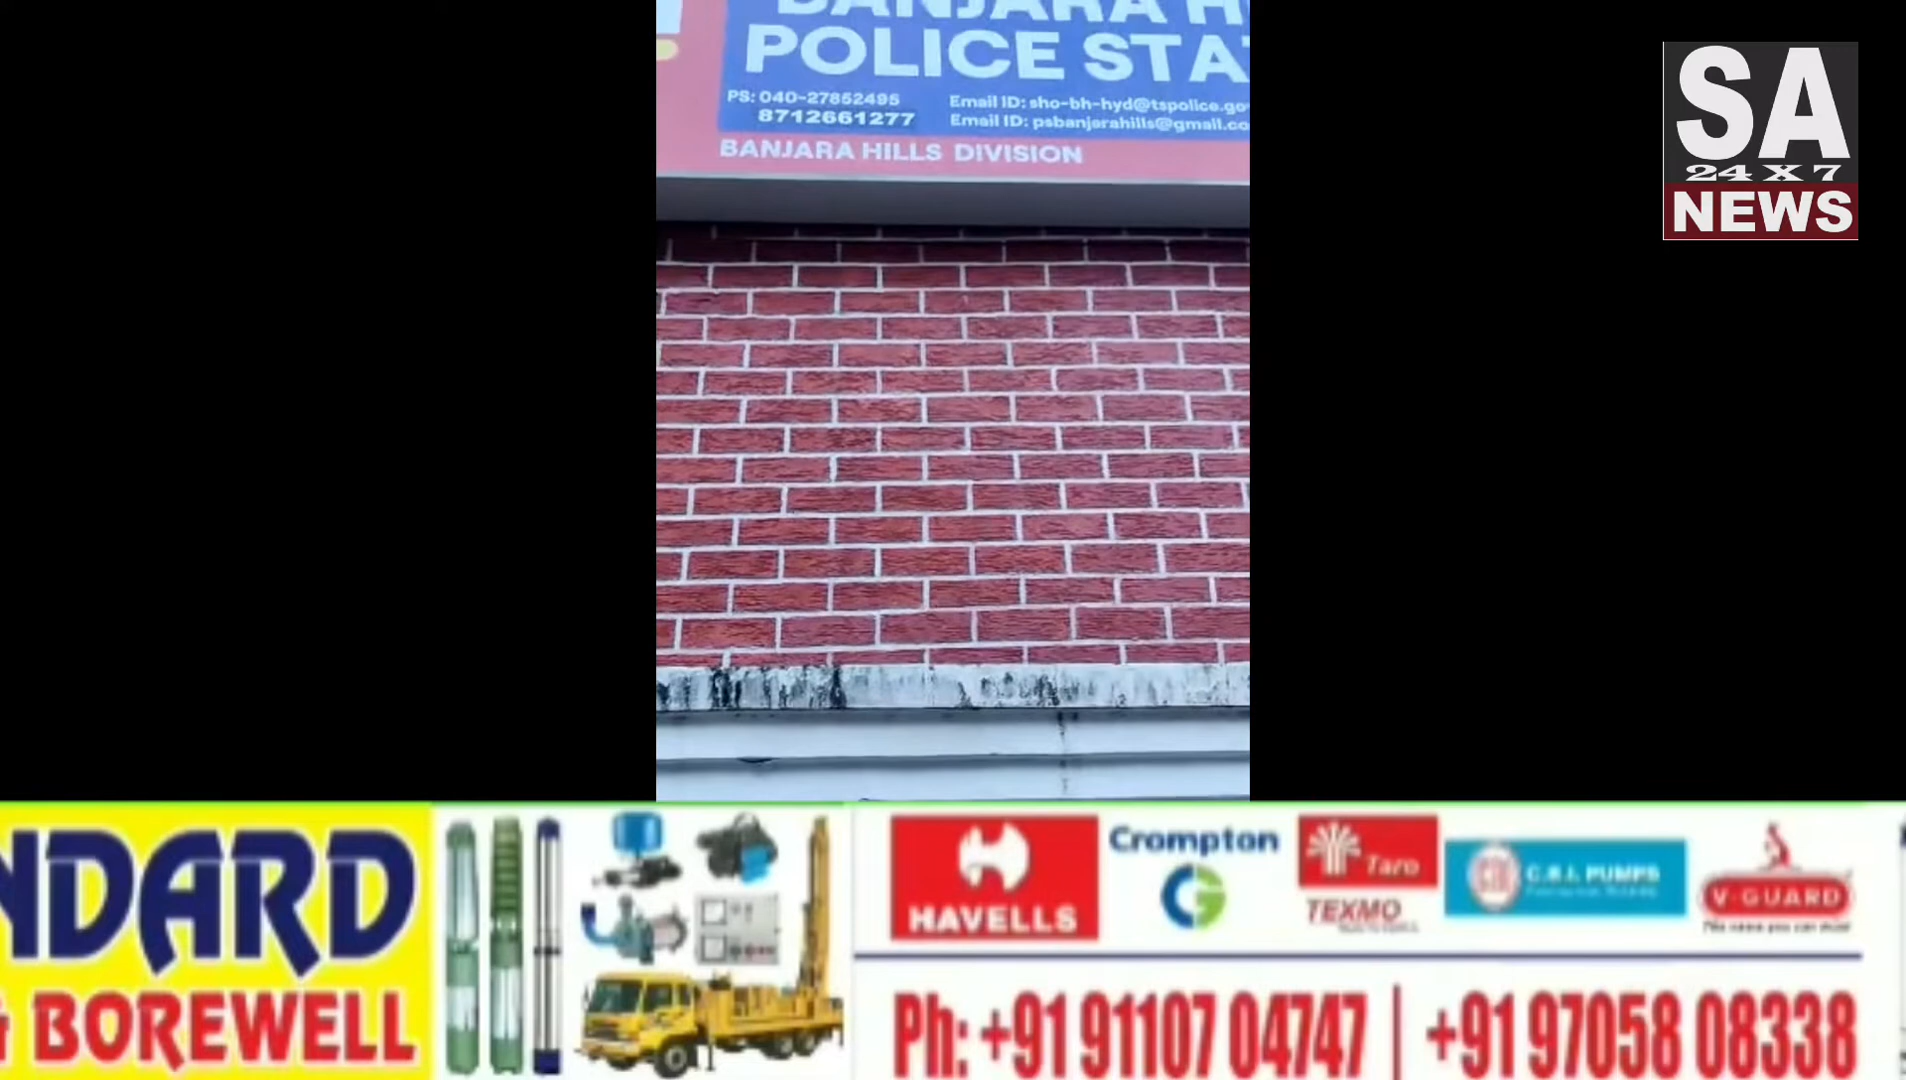 BANJARA H
POLICE STA
PS: 040-27852495
8712661277
Email ID: sho-bh-hyd@tspolice.go
Email ID: psbanjarahills@gmail.co
BANJARA HILLS DIVISION
SA
24 X 7
NEWS
NDARD
& BOREWELL
HAVELLS
Crompton
Taro
TEXMO
C.R.I. PUMPS
V-GUARD
Ph: +91 91107 04747 | +91 97058 08338